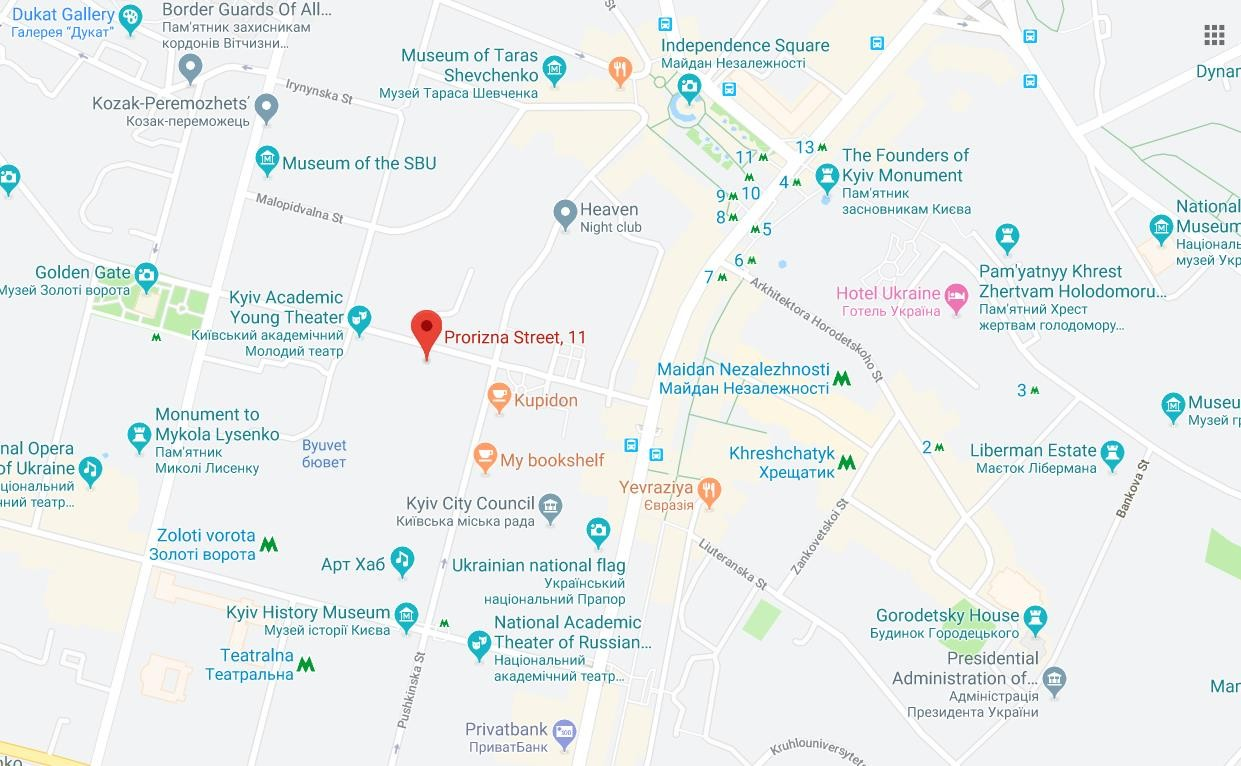 Dukat Gallery
Галерея "Дукат"
Border Guards Of All...
Пам'ятник захисникам
кордонів Вітчизни...
Independence Square
Майдан Незалежності
Museum of Taras
Shevchenko
Музей Тараса Шевченка
Dynar
Irynynska St
Kozak-Peremozhets'
Козак-переможець
Museum of the SBU
13
11
4
10
9
8
5
6
7
The Founders of
Kyiv Monument
Пам'ятник
засновникам Києва
Malopidvalna St
Heaven
Night club
National
Museum
Націонал
музей Укр
Golden Gate
Музей Золоті ворота
Pam'yatnyy Khrest
Zhertvam Holodomoru...
Пам'ятний Хрест
жертвам голодомору...
Hotel Ukraine
Готель Україна
Arkhitektora Horodetskoho St
Kyiv Academic
Young Theater
Київський академічний
Молодий театр
Prorizna Street, 11
Maidan Nezalezhnosti
Майдан Незалежності
3
Kupidon
Museu
Музей г
Monument to
Mykola Lysenko
Пам'ятник
Миколі Лисенку
Byuvet
бювет
nal Opera
of Ukraine
ціональний
чний театр...
My bookshelf
Khreshchatyk
Хрещатик
2
Liberman Estate
Маєток Лібермана
Bankova St
Yevraziya
Євразія
Kyiv City Council
Київська міська рада
Zankovetskoi St
Zoloti vorota
Золоті ворота
Арт Хаб
Ukrainian national flag
Український
національний Прапор
Liuteranska St
Kyiv History Museum
Музей історії Києва
National Academic
Theater of Russian...
Національний
академічний театр...
Gorodetsky House
Будинок Городецького
Teatralna
Театральна
Pushkinska St
Presidential
Administration of...
Адміністрація
Президента України
Mar
Privatbank
ПриватБанк
Kruhlouniversyte